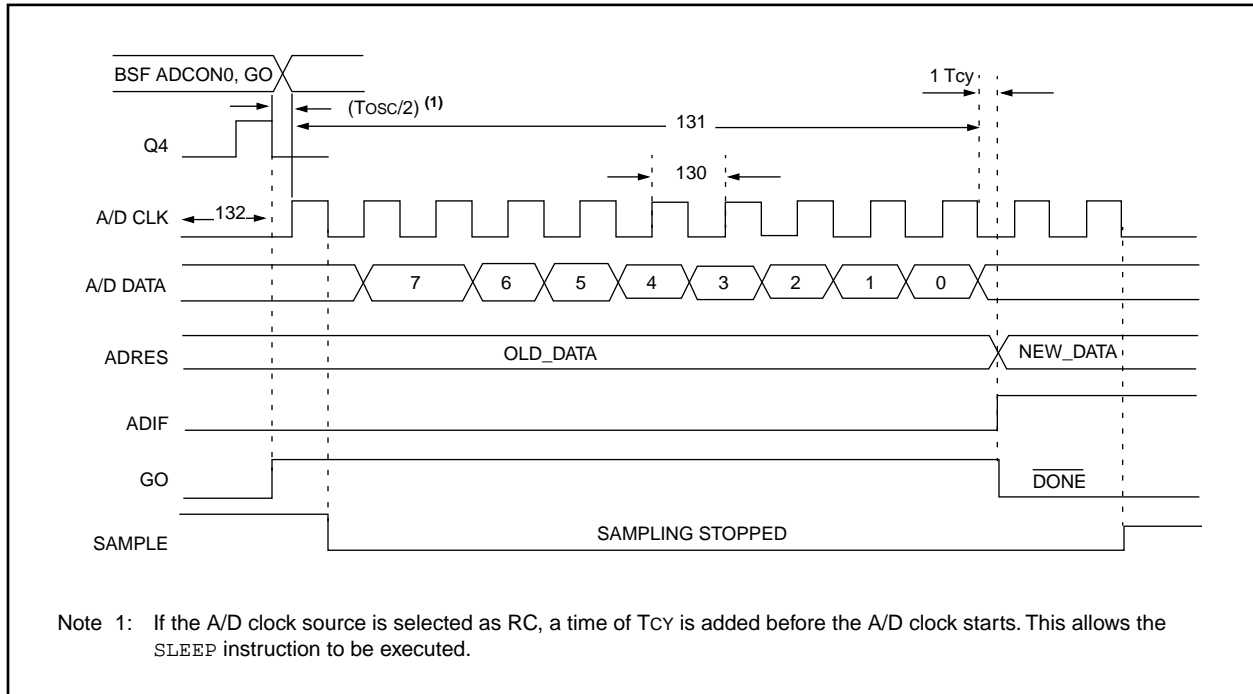 BSF ADCON0, GO
1 TCY
(TOSC/2) (1)
131
Q4
130
A/D CLK
132
A/D DATA
7 6 5 4 3 2 1 0
ADRES
OLD_DATA
NEW_DATA
ADIF
GO
DONE
SAMPLE
SAMPLING STOPPED
Note 1: If the A/D clock source is selected as RC, a time of TCY is added before the A/D clock starts. This allows the
SLEEP instruction to be executed.